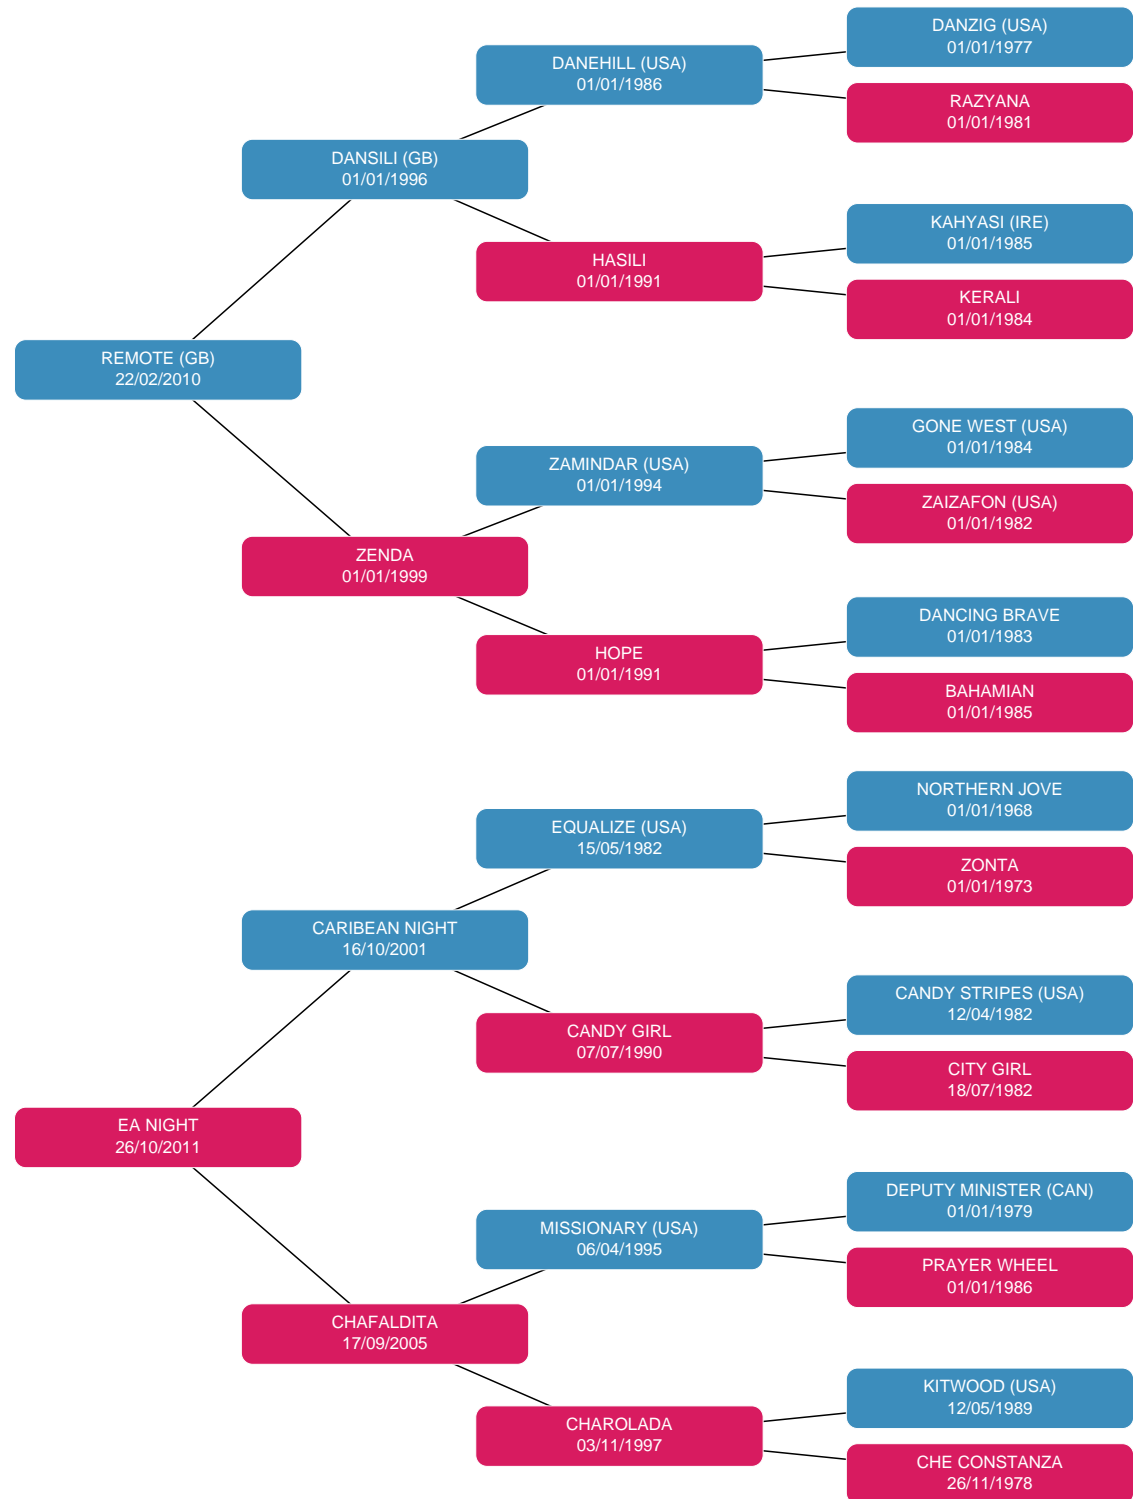 DANZIG (USA)
01/01/1977
DANEHILL (USA)
01/01/1986
RAZYANA
01/01/1981
DANSILI (GB)
01/01/1996
KAHYASI (IRE)
01/01/1985
HASILI
01/01/1991
KERALI
01/01/1984
REMOTE (GB)
22/02/2010
GONE WEST (USA)
01/01/1984
ZAMINDAR (USA)
01/01/1994
ZAIZAFON (USA)
01/01/1982
ZENDA
01/01/1999
DANCING BRAVE
01/01/1983
HOPE
01/01/1991
BAHAMIAN
01/01/1985
NORTHERN JOVE
01/01/1968
EQUALIZE (USA)
15/05/1982
ZONTA
01/01/1973
CARIBEAN NIGHT
16/10/2001
CANDY STRIPES (USA)
12/04/1982
CANDY GIRL
07/07/1990
CITY GIRL
18/07/1982
EA NIGHT
26/10/2011
DEPUTY MINISTER (CAN)
01/01/1979
MISSIONARY (USA)
06/04/1995
PRAYER WHEEL
01/01/1986
CHAFALDITA
17/09/2005
KITWOOD (USA)
12/05/1989
CHAROLADA
03/11/1997
CHE CONSTANZA
26/11/1978